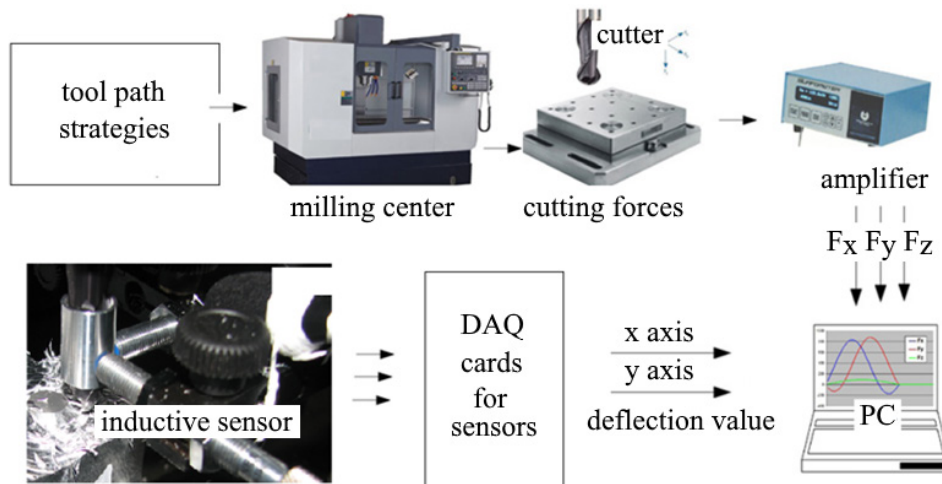 tool path
strategies
milling center
cutter
cutting forces
amplifier
Fx Fy Fz
inductive sensor
DAQ
cards
for
sensors
x axis
y axis
deflection value
PC